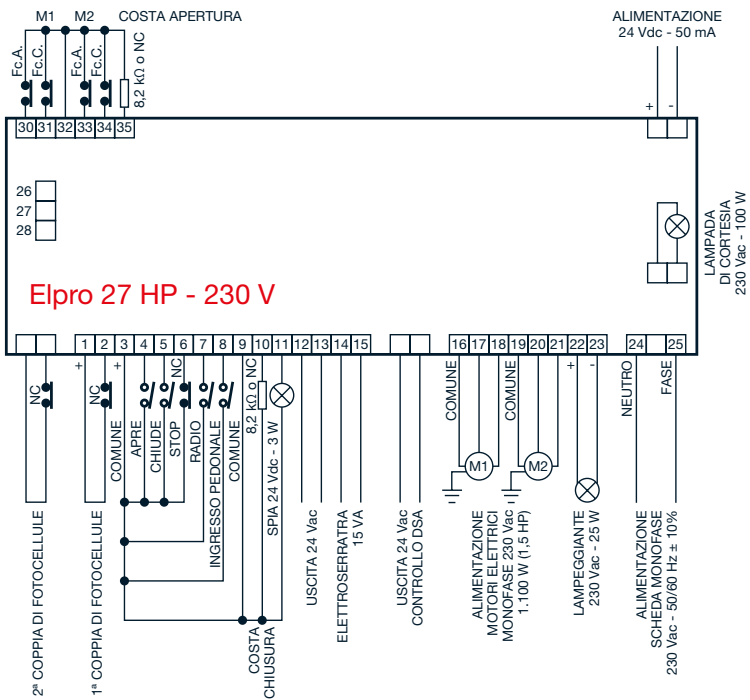 M1
M2
COSTA APERTURA
ALIMENTAZIONE
24 Vdc - 50 mA
Fc.A.
Fc.C.
Fc.A.
Fc.C.
8,2 kΩ o NC
+ -
30 31 32 33 34 35
26
27
28
LAMPADA
DI CORTESIA
230 Vac - 100 W
Elpro 27 HP - 230 V
1 2 3 4 5 6 7 8 9 10 11 12 13 14 15 16 17 18 19 20 21 22 23 24 25
+ + + -
NC
NC
COMUNE
APRE
CHIUDE
STOP
NC
RADIO
INGRESSO PEDONALE
COMUNE
8,2 kΩ o NC
SPIA 24 Vdc - 3 W
COMUNE
COMUNE
NEUTRO
FASE
M1
M2
2ª COPPIA DI FOTOCELLULE
1ª COPPIA DI FOTOCELLULE
COSTA
CHIUSURA
USCITA 24 Vac
ELETTROSERRATRA
15 VA
USCITA 24 Vac
CONTROLLO DSA
ALIMENTAZIONE
MOTORI ELETTRICI
MONOFASE 230 Vac
1.100 W (1,5 HP)
LAMPEGGIANTE
230 Vac - 25 W
ALIMENTAZIONE
SCHEDA MONOFASE
230 Vac - 50/60 Hz ± 10%